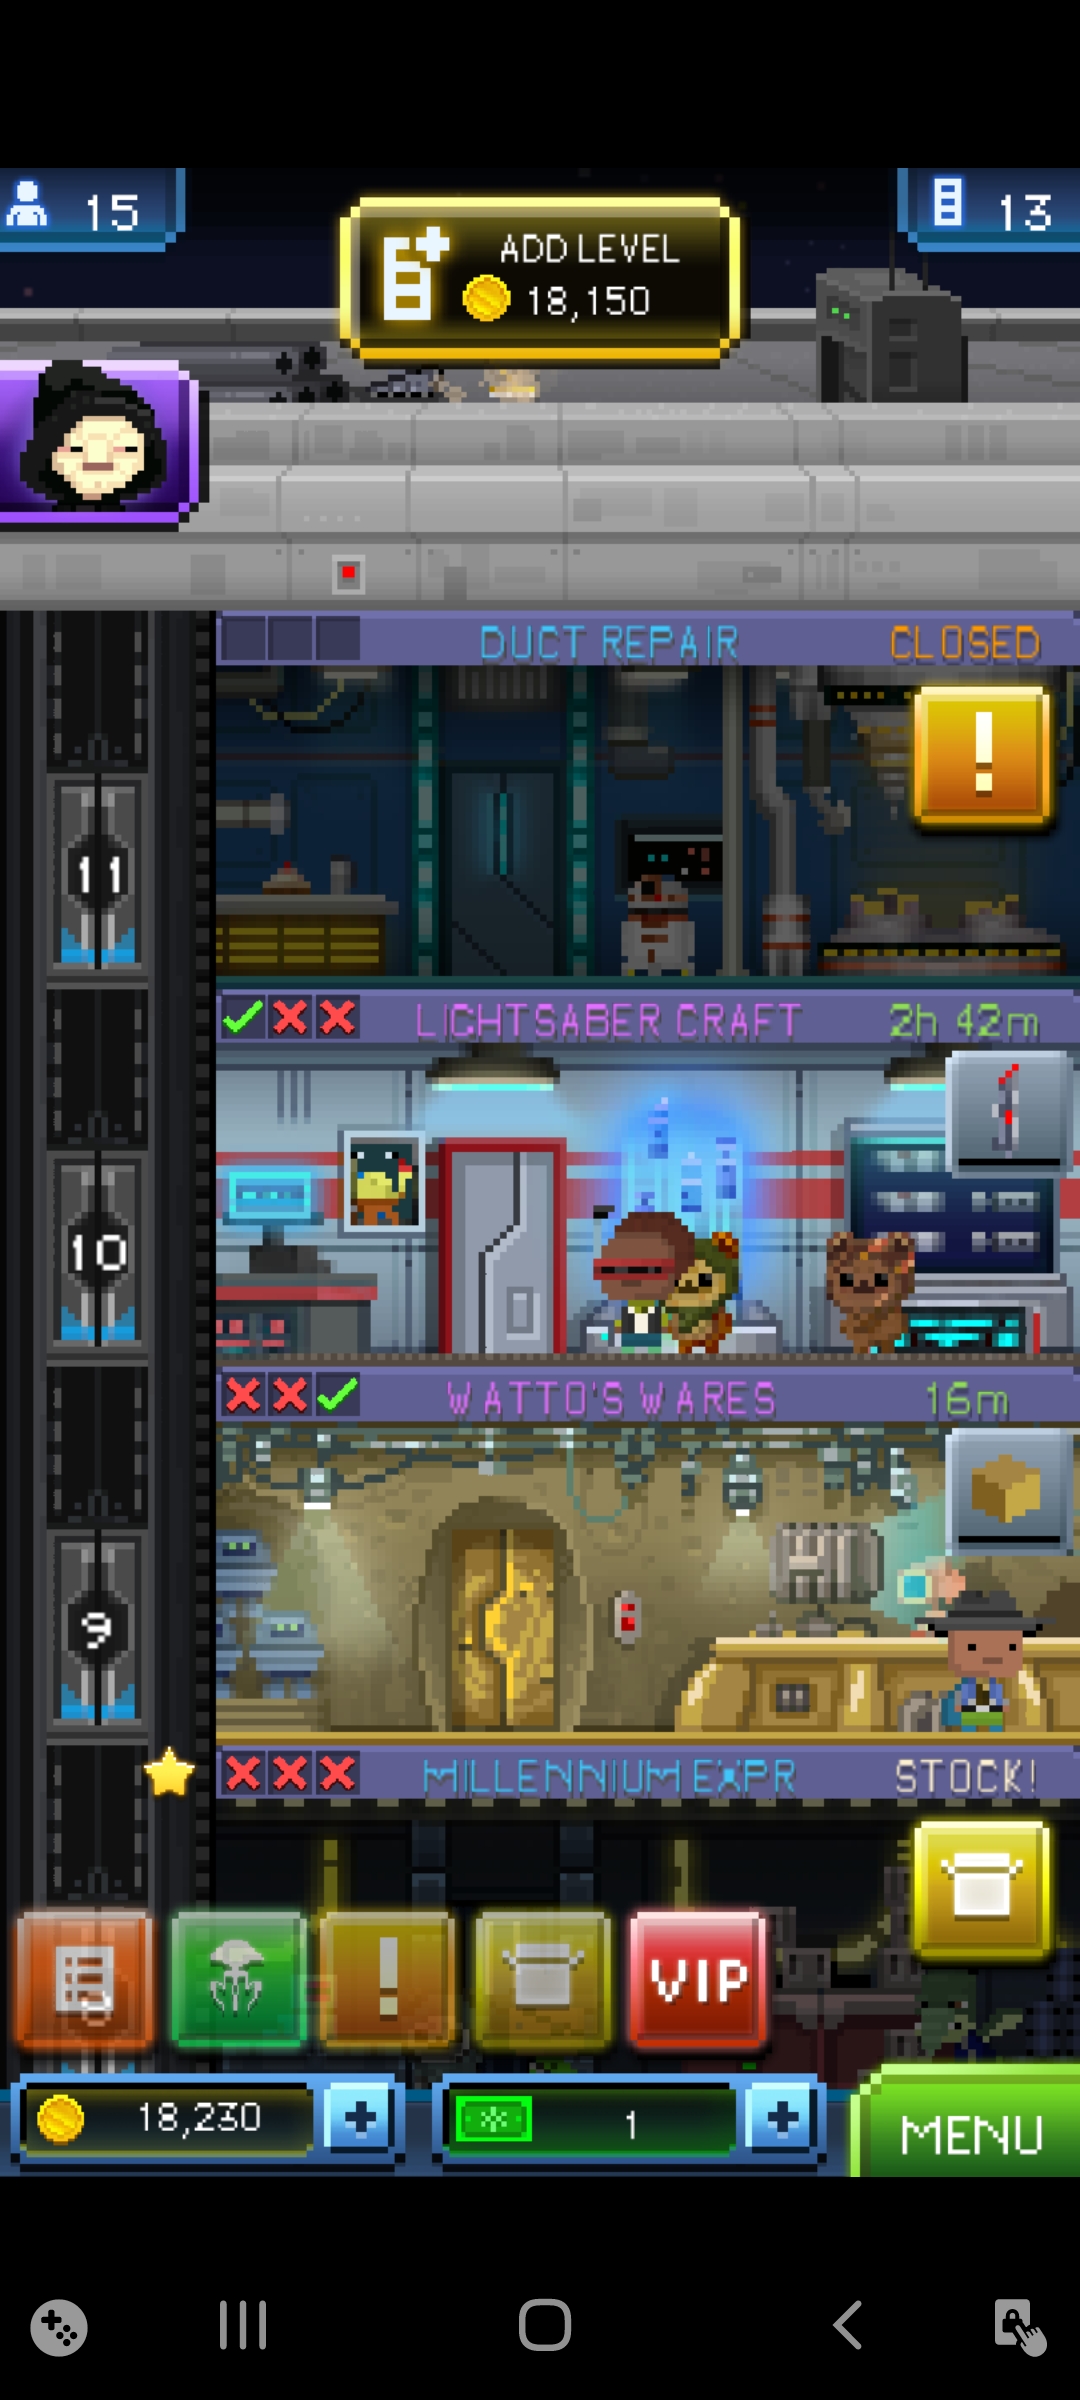 15
ADD LEVEL
18,150
13
DUCT REPAIR CLOSED
!
11
LIGHTSABER CRAFT 2h 42m
10
WATTO'S WARES 16m
9
MILLENNIUM EXPR STOCK!
! VIP
18,230 1 MENU